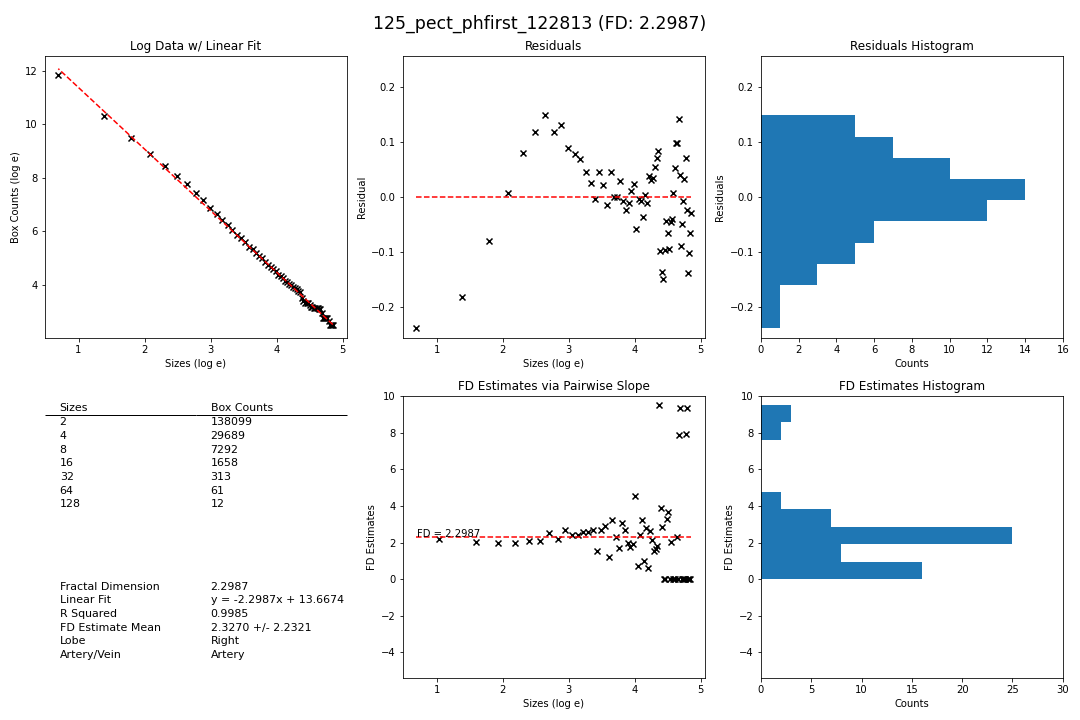 125_pect_phfirst_122813 (FD: 2.2987)
Log Data w/ Linear Fit
12
10
8
6
4
Box Counts (log e)
1 2 3 4 5
Sizes (log e)
Residuals
0.2
0.1
0.0
−0.1
−0.2
Residual
1 2 3 4 5
Sizes (log e)
Residuals Histogram
0.2
0.1
0.0
−0.1
−0.2
Residuals
0 2 4 6 8 10 12 14 16
Counts
Sizes Box Counts
2 138099
4 29689
8 7292
16 1658
32 313
64 61
128 12
Fractal Dimension 2.2987
Linear Fit y = -2.2987x + 13.6674
R Squared 0.9985
FD Estimate Mean 2.3270 +/- 2.2321
Lobe Right
Artery/Vein Artery
FD Estimates via Pairwise Slope
10
8
6
4
2
0
−2
−4
FD Estimates
FD = 2.2987
1 2 3 4 5
Sizes (log e)
FD Estimates Histogram
10
8
6
4
2
0
−2
−4
FD Estimates
0 5 10 15 20 25 30
Counts